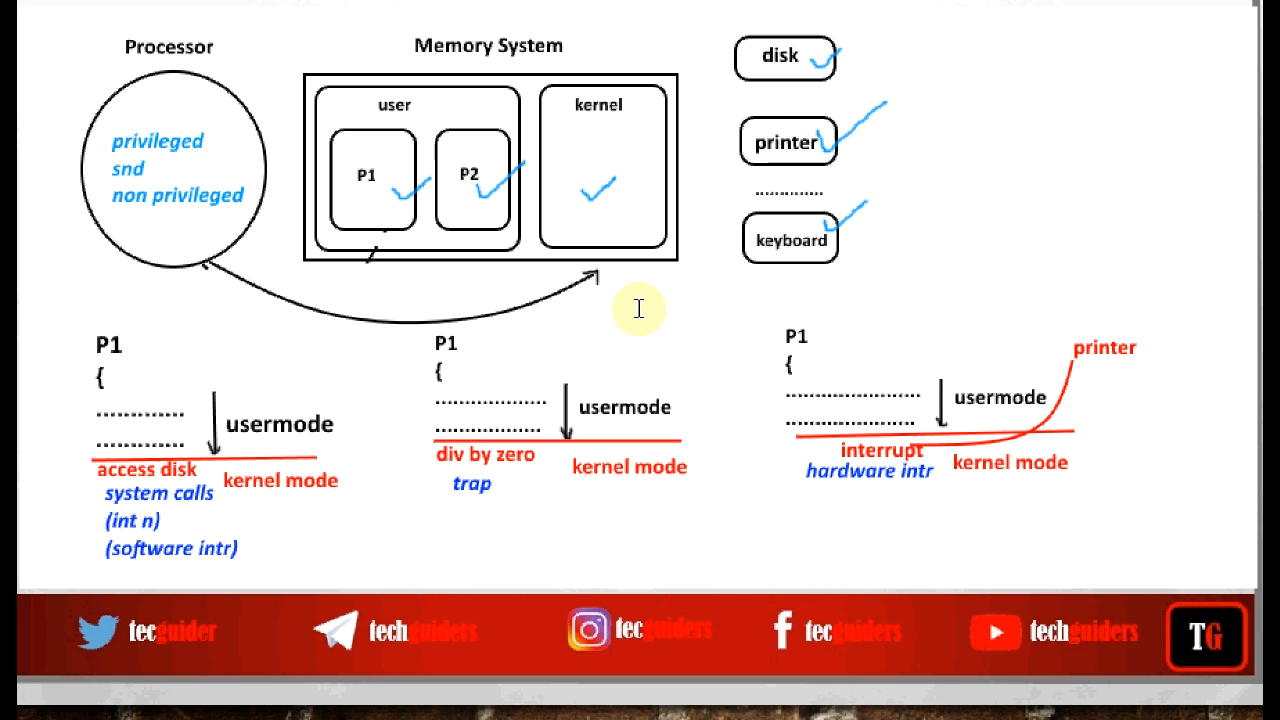 Processor
Memory System
privileged
snd
non privileged
user
P1
P2
kernel
disk
printer
..............
keyboard
P1
{
...............
...............
usermode
access disk
kernel mode
system calls
(int n)
(software intr)
P1
{
...................
..................
usermode
div by zero
kernel mode
trap
P1
{
.......................
......................
usermode
printer
interrupt
hardware intr
kernel mode
tecguider
techguiders
tecguiders
tecguiders
techguiders
TG